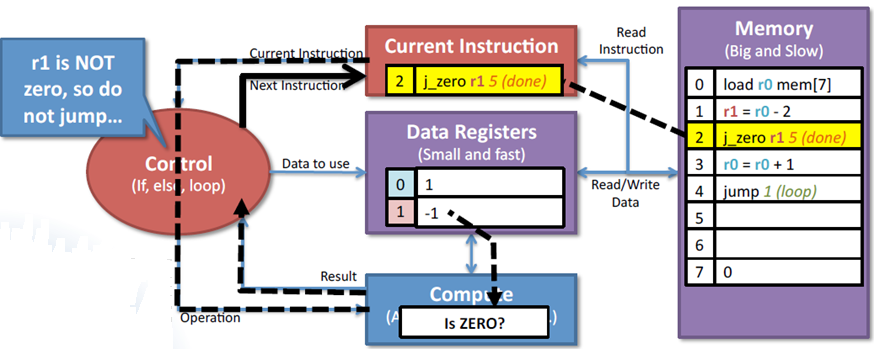 r1 is NOT
zero, so do
not jump...
Current Instruction
Next Instruction
Control
(If, else, loop)
Data to use
Result
Operation
Current Instruction
2 j_zero r1 5 (done)
Data Registers
(Small and fast)
0 1
1 -1
Compute
(A
.)
Is ZERO?
Read
Instruction
Read/Write
Data
Memory
(Big and Slow)
0 load r0 mem[7]
1 r1 = r0 - 2
2 j_zero r1 5 (done)
3 r0 = r0 + 1
4 jump 1 (loop)
5
6
7 0